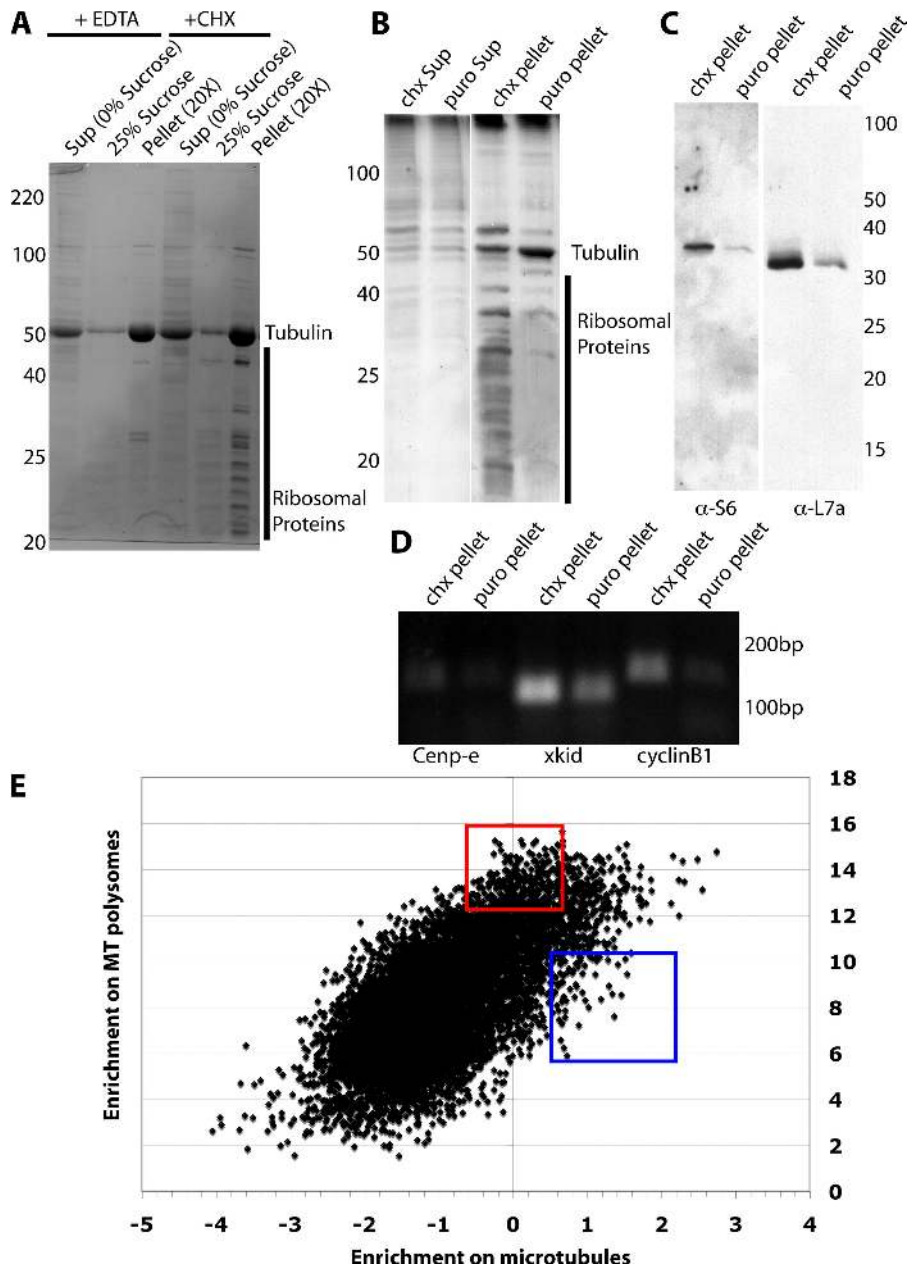 A
+ EDTA
+CHX
Sup (0% Sucrose)
25% Sucrose
Pellet (20X)
Sup (0% Sucrose)
25% Sucrose
Pellet (20X)
220
100
50
40
25
20
Tubulin
Ribosomal
Proteins
B
chx Sup
puro Sup
chx pellet
puro pellet
100
50
40
25
20
Tubulin
Ribosomal
Proteins
C
chx pellet
puro pellet
chx pellet
puro pellet
100
50
40
30
25
20
15
α-S6
α-L7a
D
chx pellet
puro pellet
chx pellet
puro pellet
chx pellet
puro pellet
200bp
100bp
Cenp-e
xkid
cyclinB1
E
Enrichment on MT polysomes
18
16
14
12
10
8
6
4
2
0
-5
-4
-3
-2
-1
0
1
2
3
4
Enrichment on microtubules